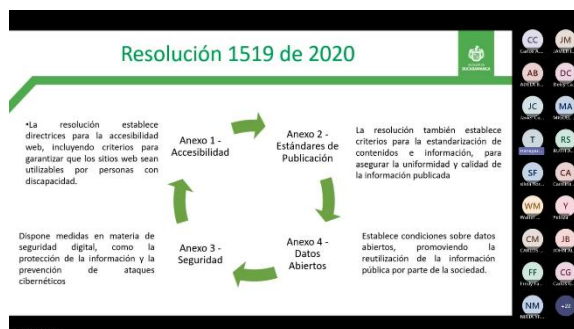 Resolución 1519 de 2020
BUCARAMANGA
•La resolución establece
directrices para la accesibilidad
web, incluyendo criterios para
garantizar que los sitios web sean
utilizables por personas con
discapacidad.
Anexo 1 -
Accesibilidad
Anexo 2 -
Estándares de
Publicación
La resolución también establece
criterios para la estandarización de
contenidos e información, para
asegurar la uniformidad y calidad de
la información publicada
Dispone medidas en materia de
seguridad digital, como la
protección de la información y la
prevención de ataques
cibernéticos
Anexo 3 -
Seguridad
Anexo 4 -
Datos
Abiertos
Establece condiciones sobre datos
abiertos, promoviendo la
reutilización de la información
pública por parte de la sociedad.
CC
JM
AB
DC
JC
MA
T
RS
SF
CA
WM
Y
CM
JB
FF
CG
NM
+22